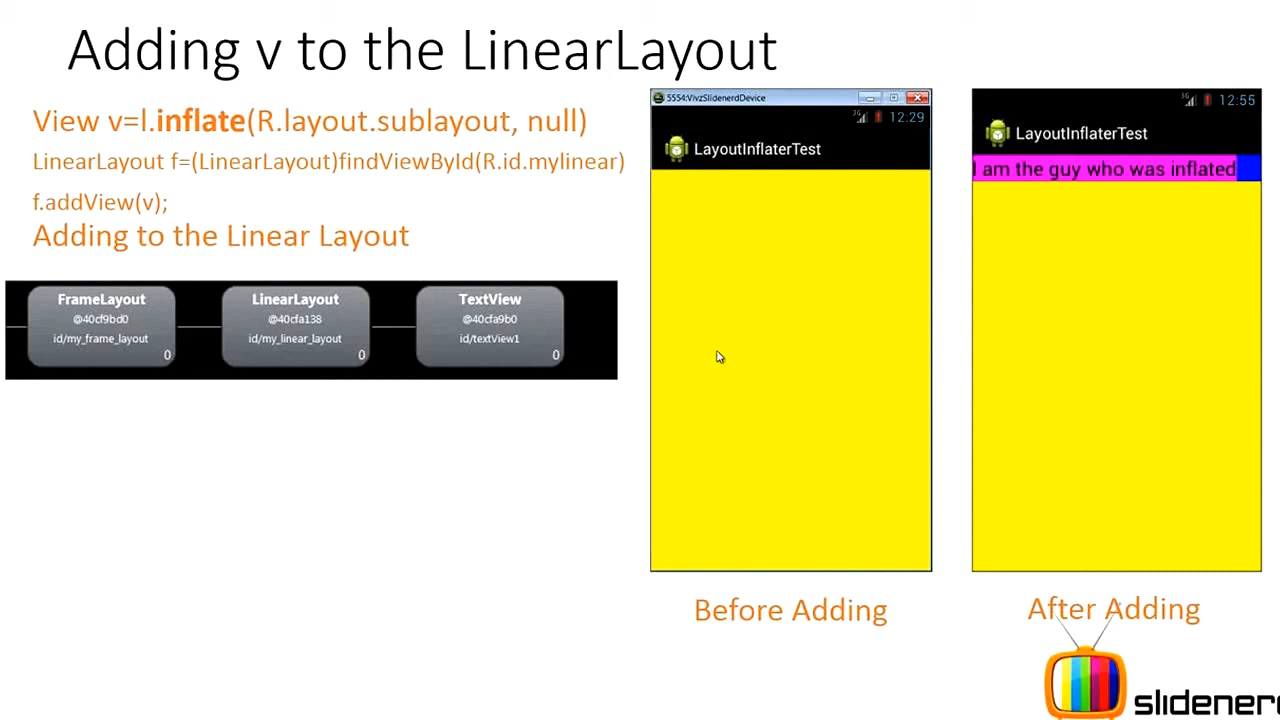 Adding v to the LinearLayout
View v=l.inflate(R.layout.sublayout, null)
LinearLayout f=(LinearLayout)findViewById(R.id.mylinear)
f.addView(v);
Adding to the Linear Layout
FrameLayout
@40cf9bd0
id/my_frame_layout
0
LinearLayout
@40cfa138
id/my_linear_layout
0
TextView
@40cfa9b0
id/textView1
0
5554:VivzSlidenerdDevice
3G 12:29
LayoutInflaterTest
Before Adding
3G 12:55
LayoutInflaterTest
I am the guy who was inflated
After Adding
slidenerd